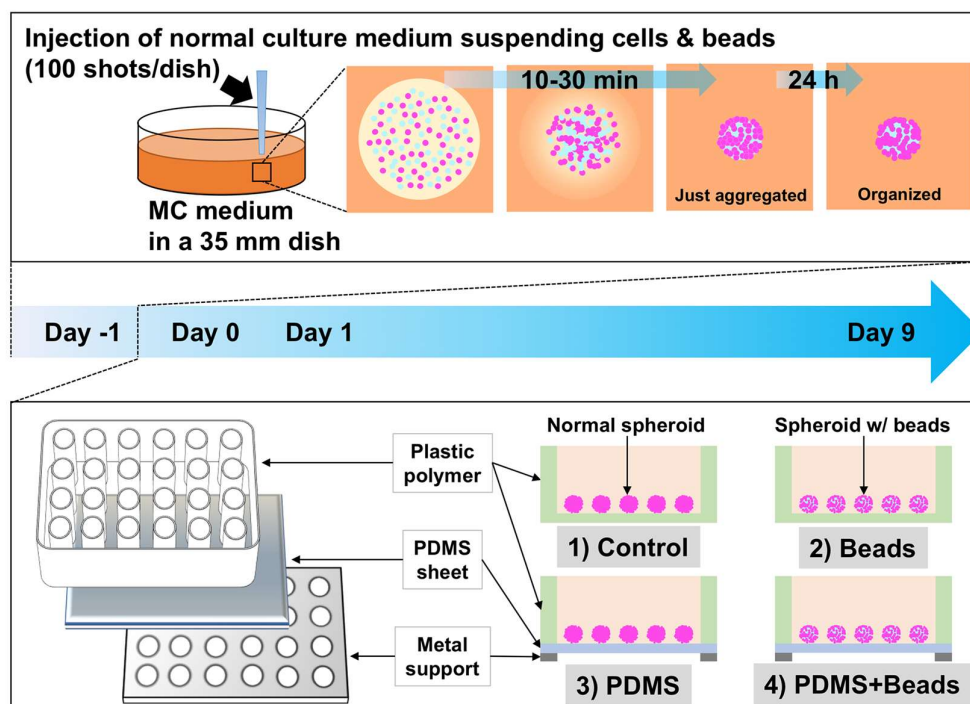 Injection of normal culture medium suspending cells & beads
(100 shots/dish)
10-30 min
24 h
Just aggregated
Organized
MC medium
in a 35 mm dish
Day -1
Day 0
Day 1
Day 9
Plastic
polymer
PDMS
sheet
Metal
support
Normal spheroid
Spheroid w/ beads
1) Control
2) Beads
3) PDMS
4) PDMS+Beads